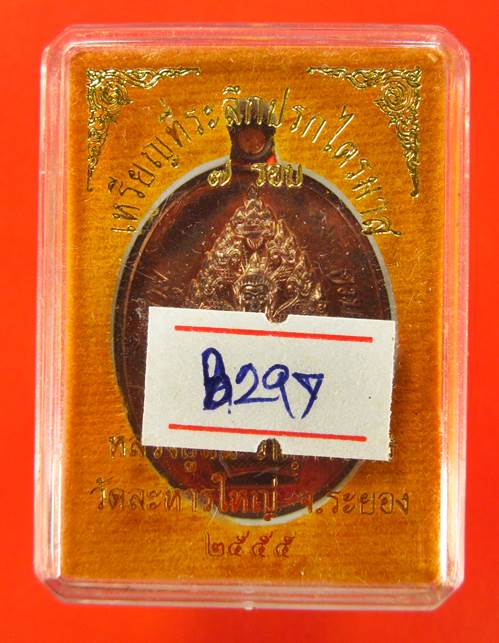 เหรียญที่ระลึกปรกไตรมาส
๗ รอบ
B297
วัดละหารใหญ่ จ.ระยอง
๒๕๕๕